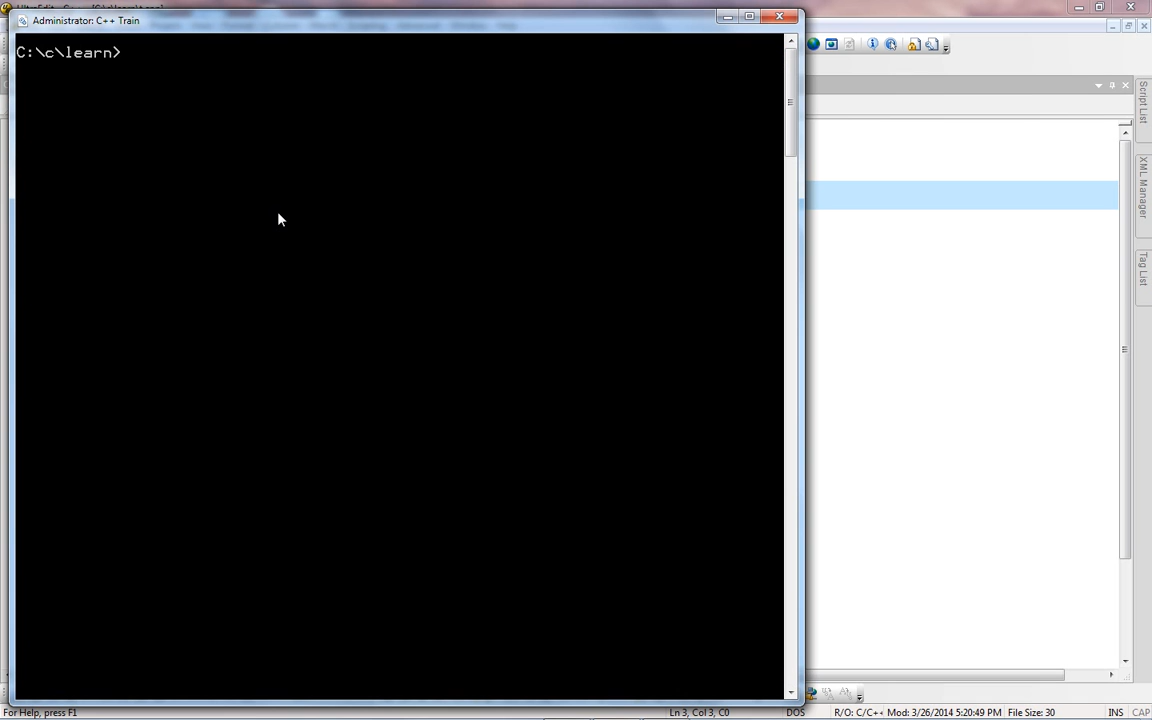 Administrator: C++ Train
C:\c\learn>
Script List
XML Manager
Tag List
For Help, press F1
Ln 3, Col 3, C0
DOS
R/O: C/C++
Mod: 3/26/2014 5:20:49 PM
File Size: 30
INS
CAP